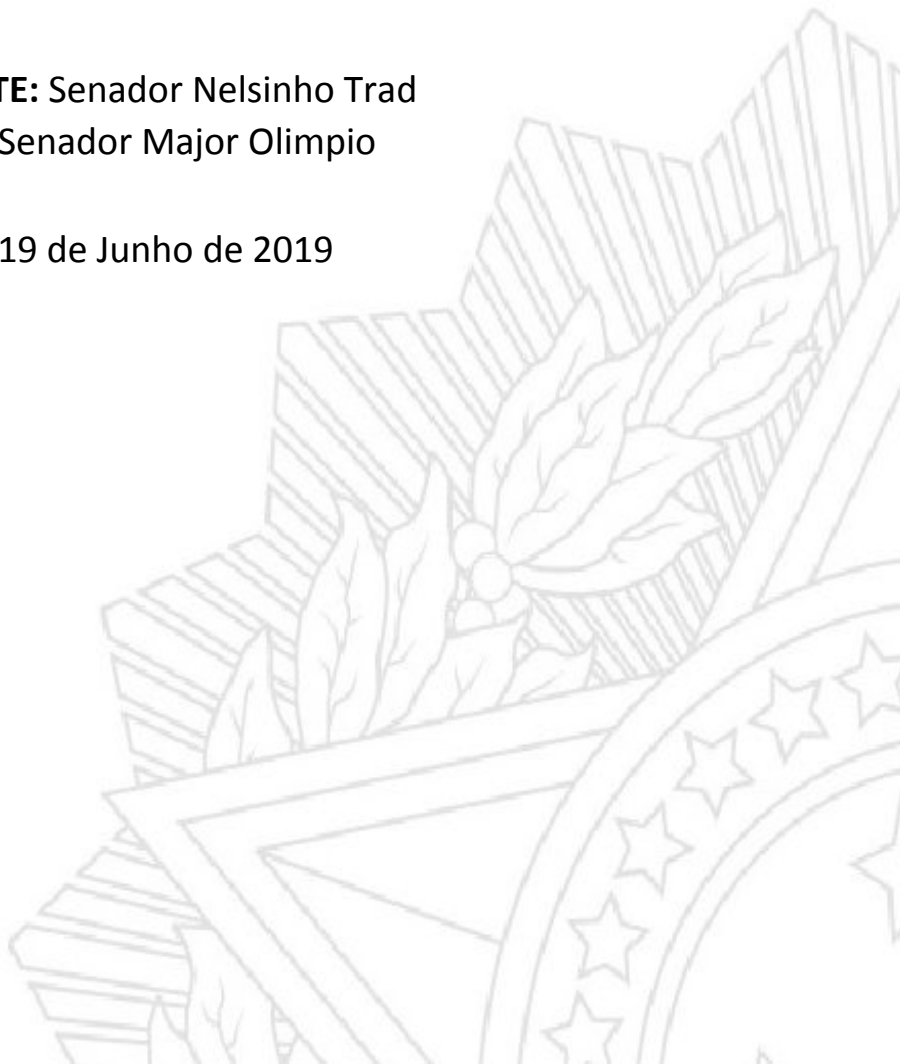 TE: Senador Nelsinho Trad
Senador Major Olimpio
19 de Junho de 2019